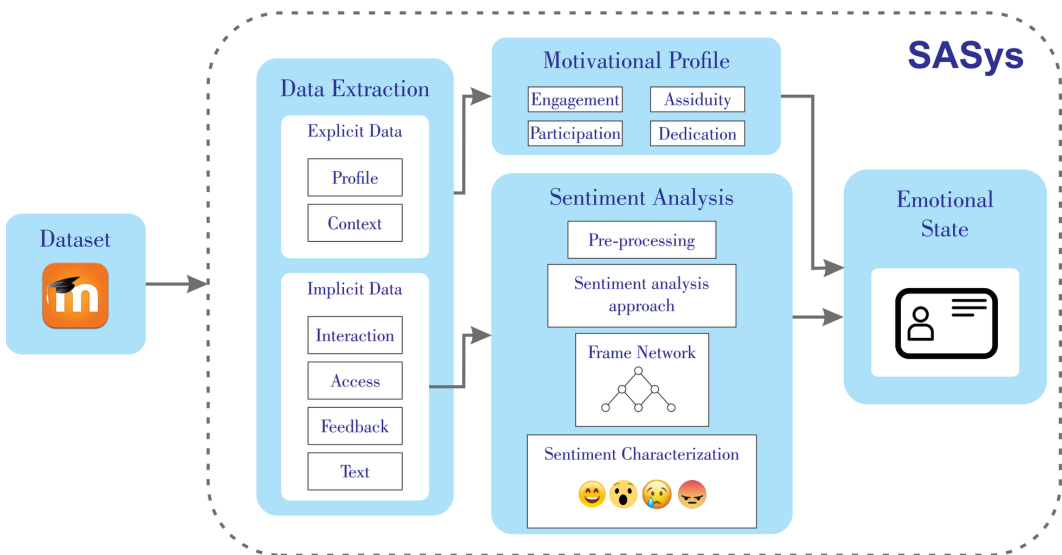 SASys
Dataset
m
Data Extraction
Explicit Data
Profile
Context
Implicit Data
Interaction
Access
Feedback
Text
Motivational Profile
Engagement
Assiduity
Participation
Dedication
Sentiment Analysis
Pre-processing
Sentiment analysis
approach
Frame Network
Sentiment Characterization
Emotional
State